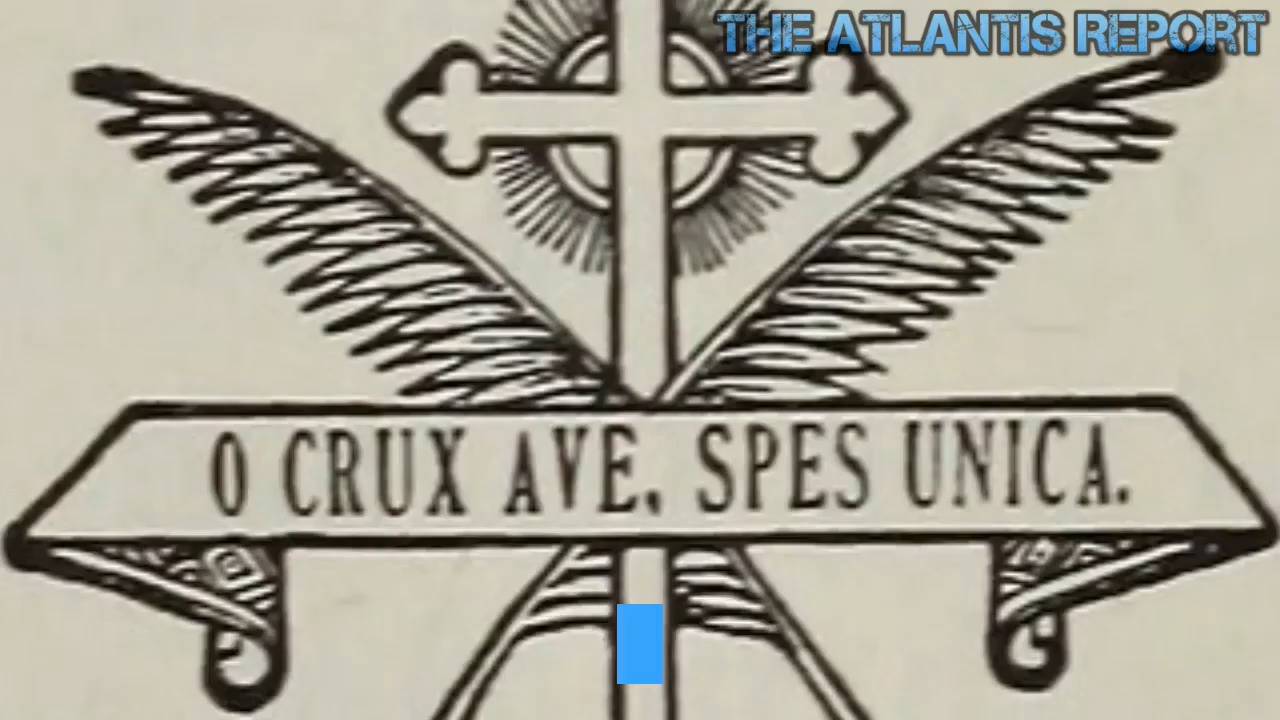 THE ATLANTIS REPORT
O CRUX AVE, SPES UNICA.